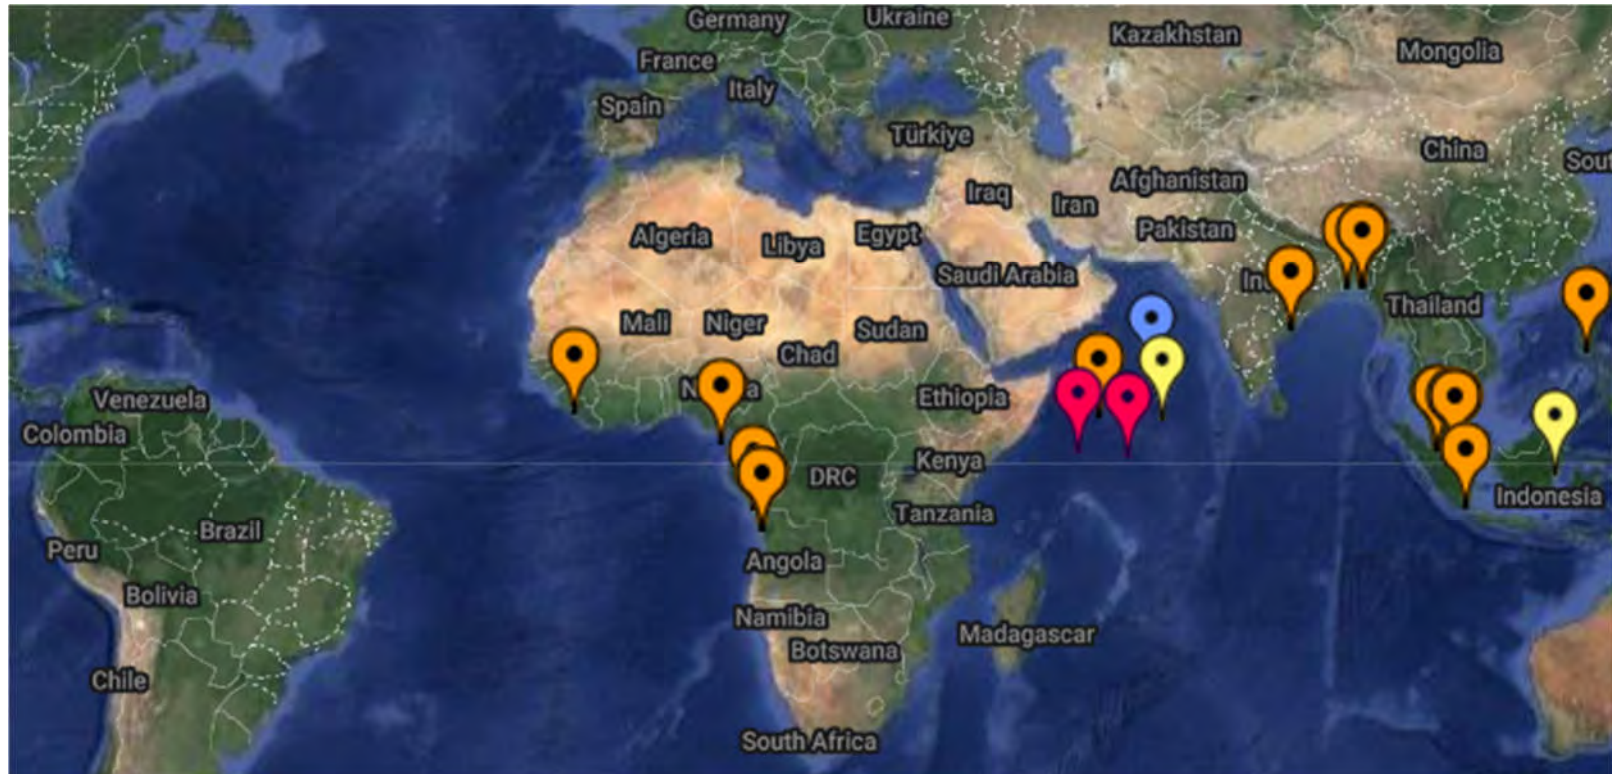 Germany
Ukraine
Kazakhstan
Mongolia
France
Italy
Spain
Türkiye
China
Afghanistan
Iraq
Iran
Pakistan
Algeria
Libya
Egypt
Saudi Arabia
Thailand
Mali
Niger
Sudan
Chad
Ethiopia
Venezuela
Colombia
Kenya
DRC
Indonesia
Tanzania
Brazil
Peru
Angola
Bolivia
Namibia
Madagascar
Botswana
Chile
South Africa